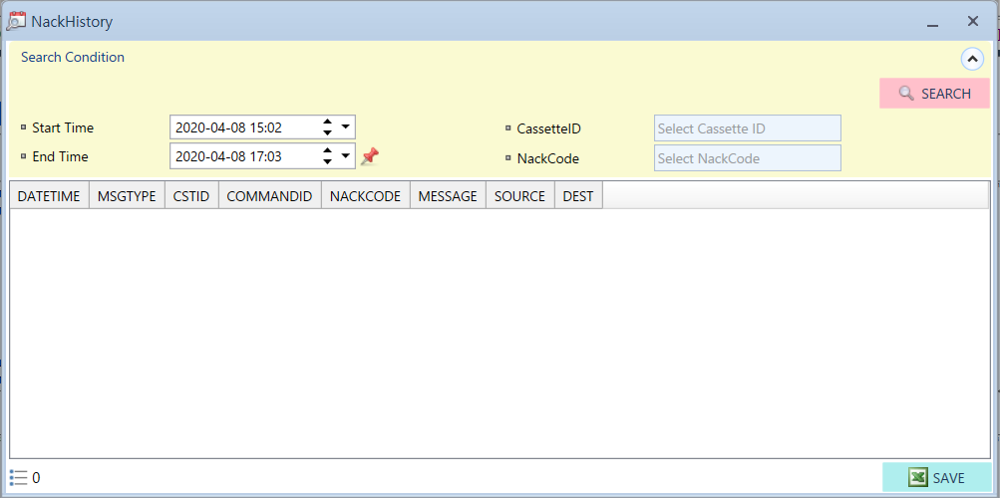 NackHistory
Search Condition
SEARCH
Start Time 2020-04-08 15:02 CassetteID Select Cassette ID
End Time 2020-04-08 17:03 NackCode Select NackCode
DATETIME MSGTYPE CSTID COMMANDID NACKCODE MESSAGE SOURCE DEST
0 SAVE